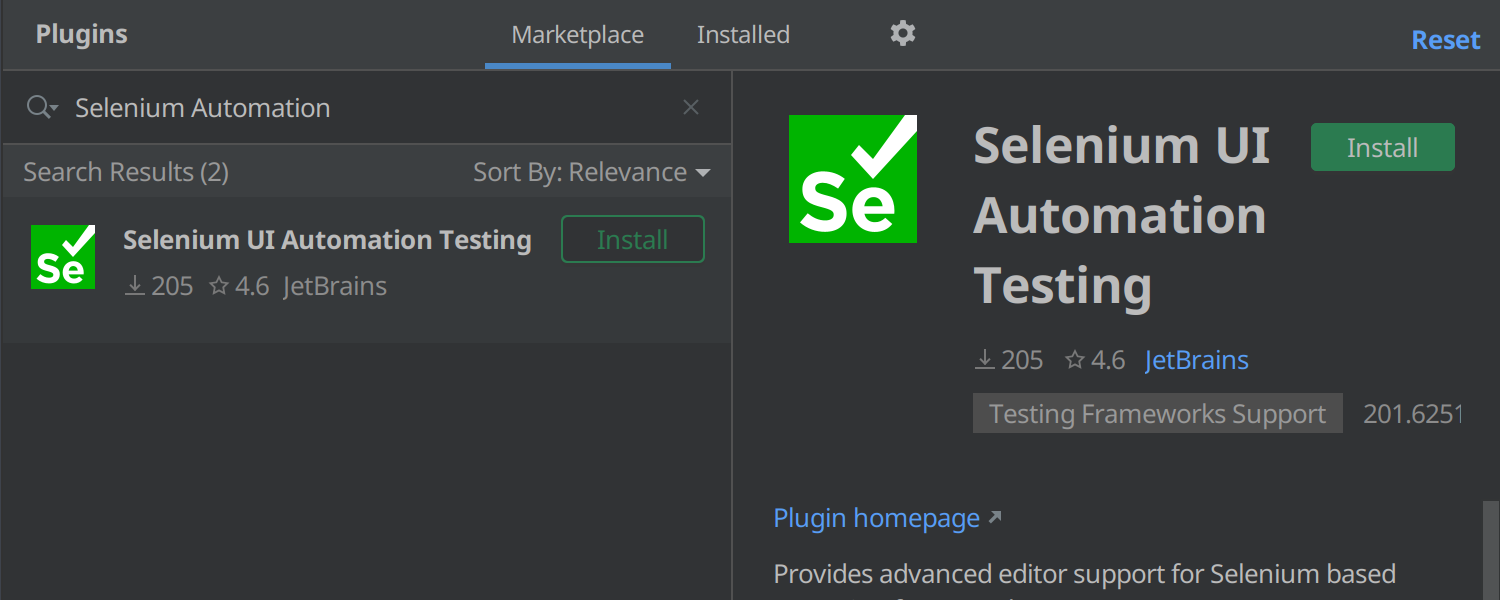 Plugins
Marketplace
Installed
Reset
Selenium Automation
Search Results (2)
Sort By: Relevance
Se
Selenium UI Automation Testing
Install
205
4.6
JetBrains
Se
Selenium UI
Automation
Testing
Install
205
4.6
JetBrains
Testing Frameworks Support
201.6251
Plugin homepage
Provides advanced editor support for Selenium based